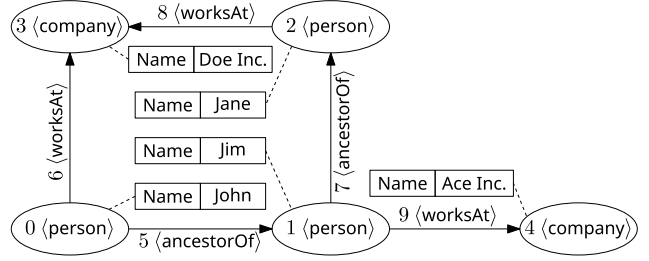 8 ⟨worksAt⟩
3 ⟨company⟩
2 ⟨person⟩
Name Doe Inc.
Name Jane
6 ⟨worksAt⟩
7 ⟨ancestorOf⟩
Name Jim
Name Ace Inc.
Name John
0 ⟨person⟩
5 ⟨ancestorOf⟩
1 ⟨person⟩
9 ⟨worksAt⟩
4 ⟨company⟩